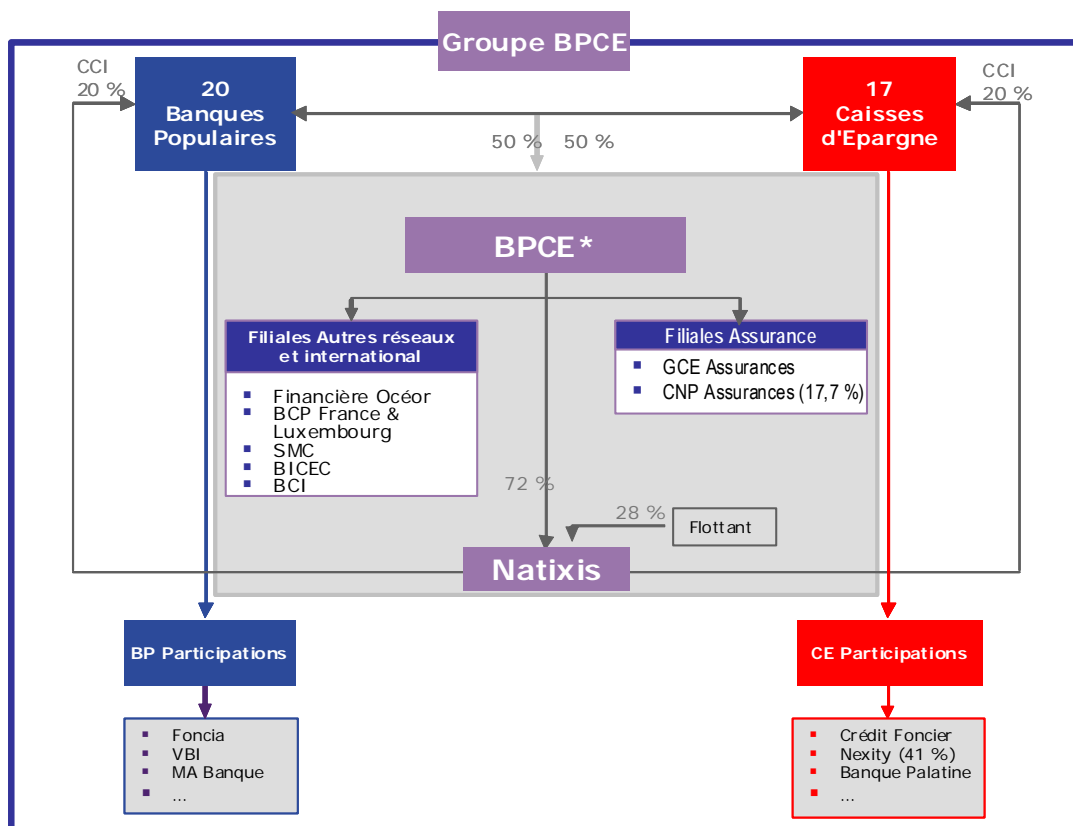 Groupe BPCE
CCI
20 %
20
Banques
Populaires
17
Caisses
d'Epargne
CCI
20 %
50 % 50 %
BPCE*
Filiales Autres réseaux
et international
Financière Océor
BCP France &
Luxembourg
SMC
BICEC
BCI
Filiales Assurance
GCE Assurances
CNP Assurances (17,7 %)
72 %
28 %
Flottant
Natixis
BP Participations
Foncia
VBI
MA Banque
...
CE Participations
Crédit Foncier
Nexity (41 %)
Banque Palatine
...